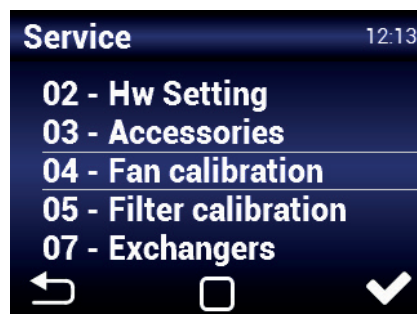 Service 12:13
02 - Hw Setting
03 - Accessories
04 - Fan calibration
05 - Filter calibration
07 - Exchangers